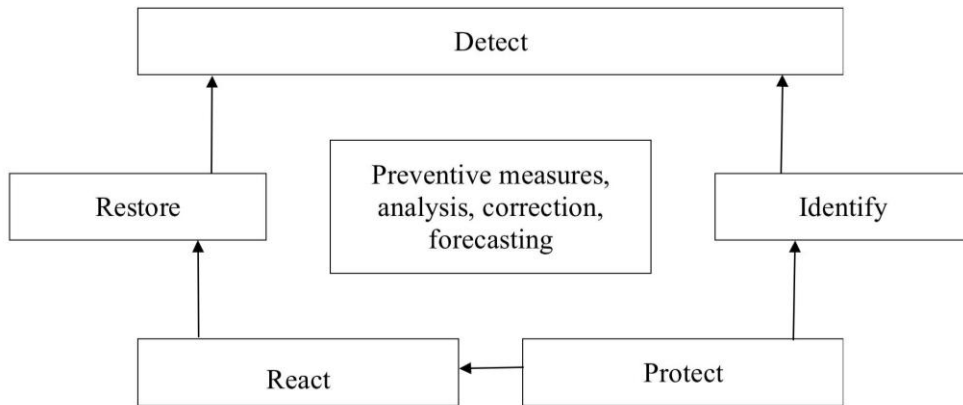 Detect
Restore
Preventive measures,
analysis, correction,
forecasting
Identify
React
Protect